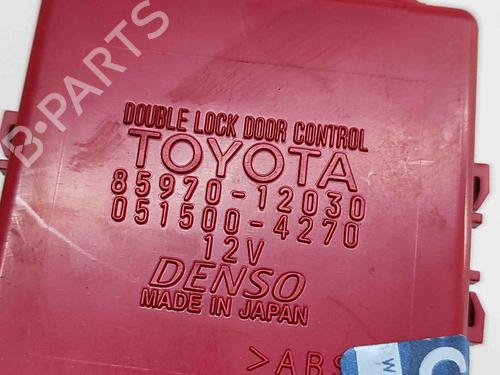 B-PARTS
DOUBLE LOCK DOOR CONTROL
TOYOTA
85970-12030
051500-4270
12V
DENSO
MADE IN JAPAN
>ABS